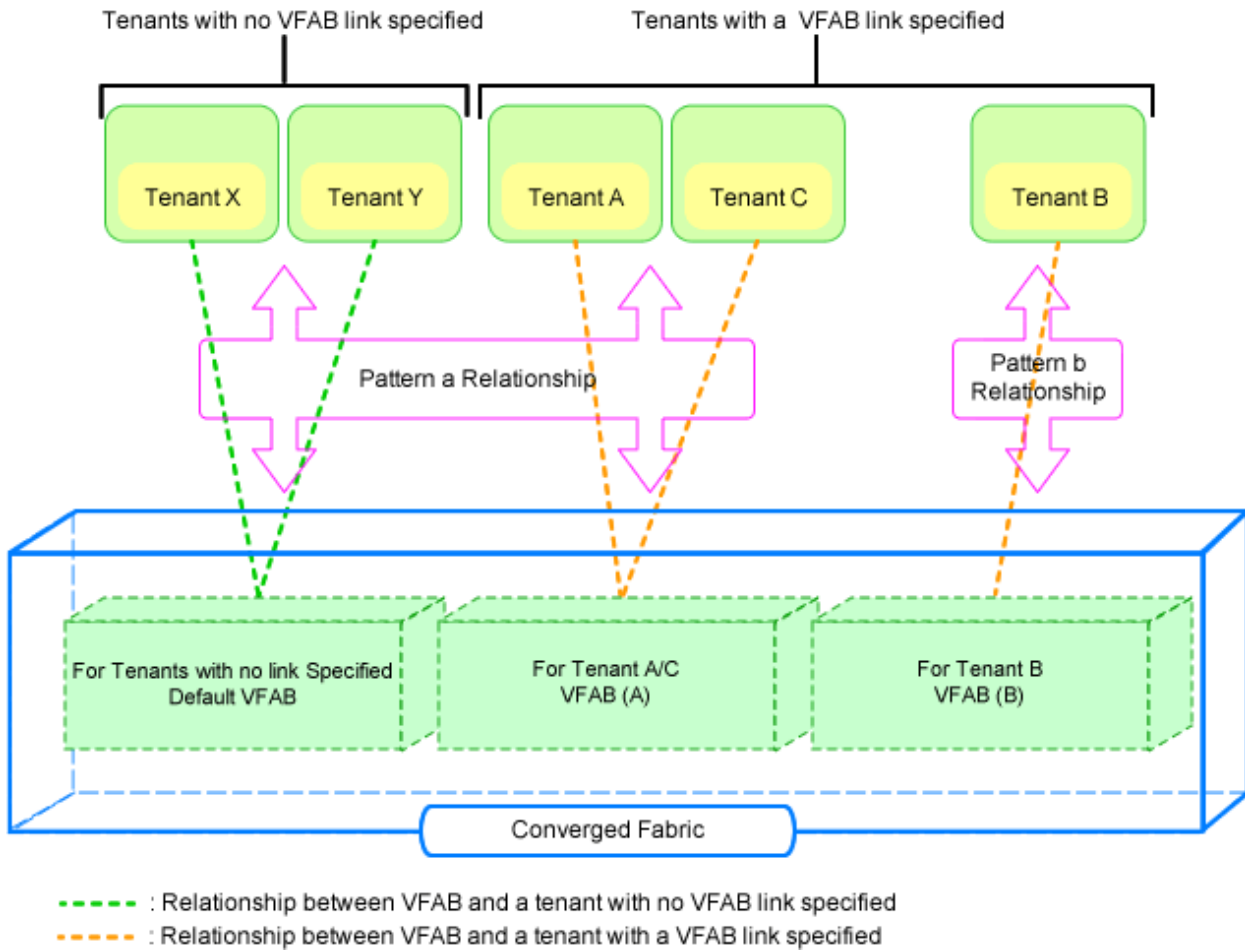 Tenants with no VFAB link specified
Tenants with a VFAB link specified
Tenant X
Tenant Y
Tenant A
Tenant C
Tenant B
Pattern a Relationship
Pattern b
Relationship
For Tenants with no link Specified
Default VFAB
For Tenant A/C
VFAB (A)
For Tenant B
VFAB (B)
Converged Fabric
: Relationship between VFAB and a tenant with no VFAB link specified
: Relationship between VFAB and a tenant with a VFAB link specified